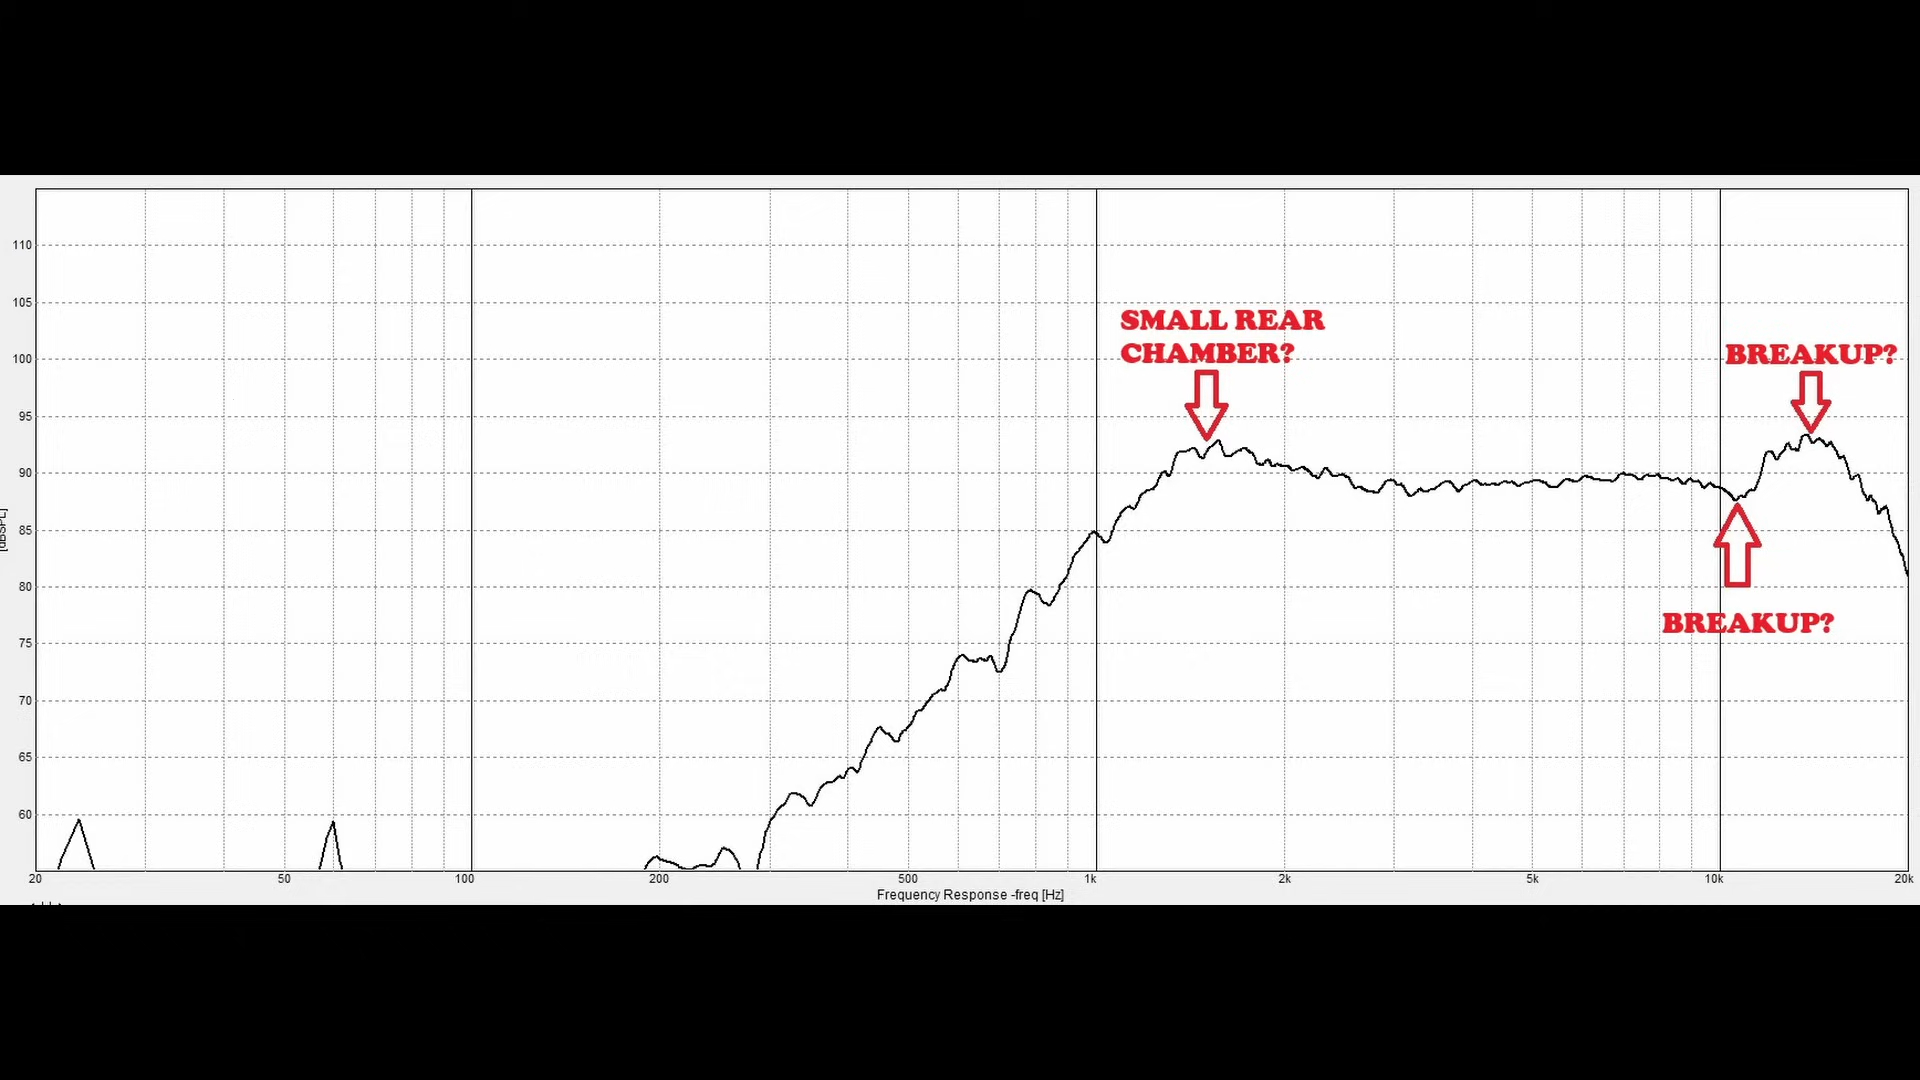 110
105
SMALL REAR
CHAMBER?
100
BREAKUP?
95
90
85
[dBSPL]
80
BREAKUP?
75
70
65
60
20 50 100 200 500 1k 2k 5k 10k 20k
Frequency Response -freq [Hz]